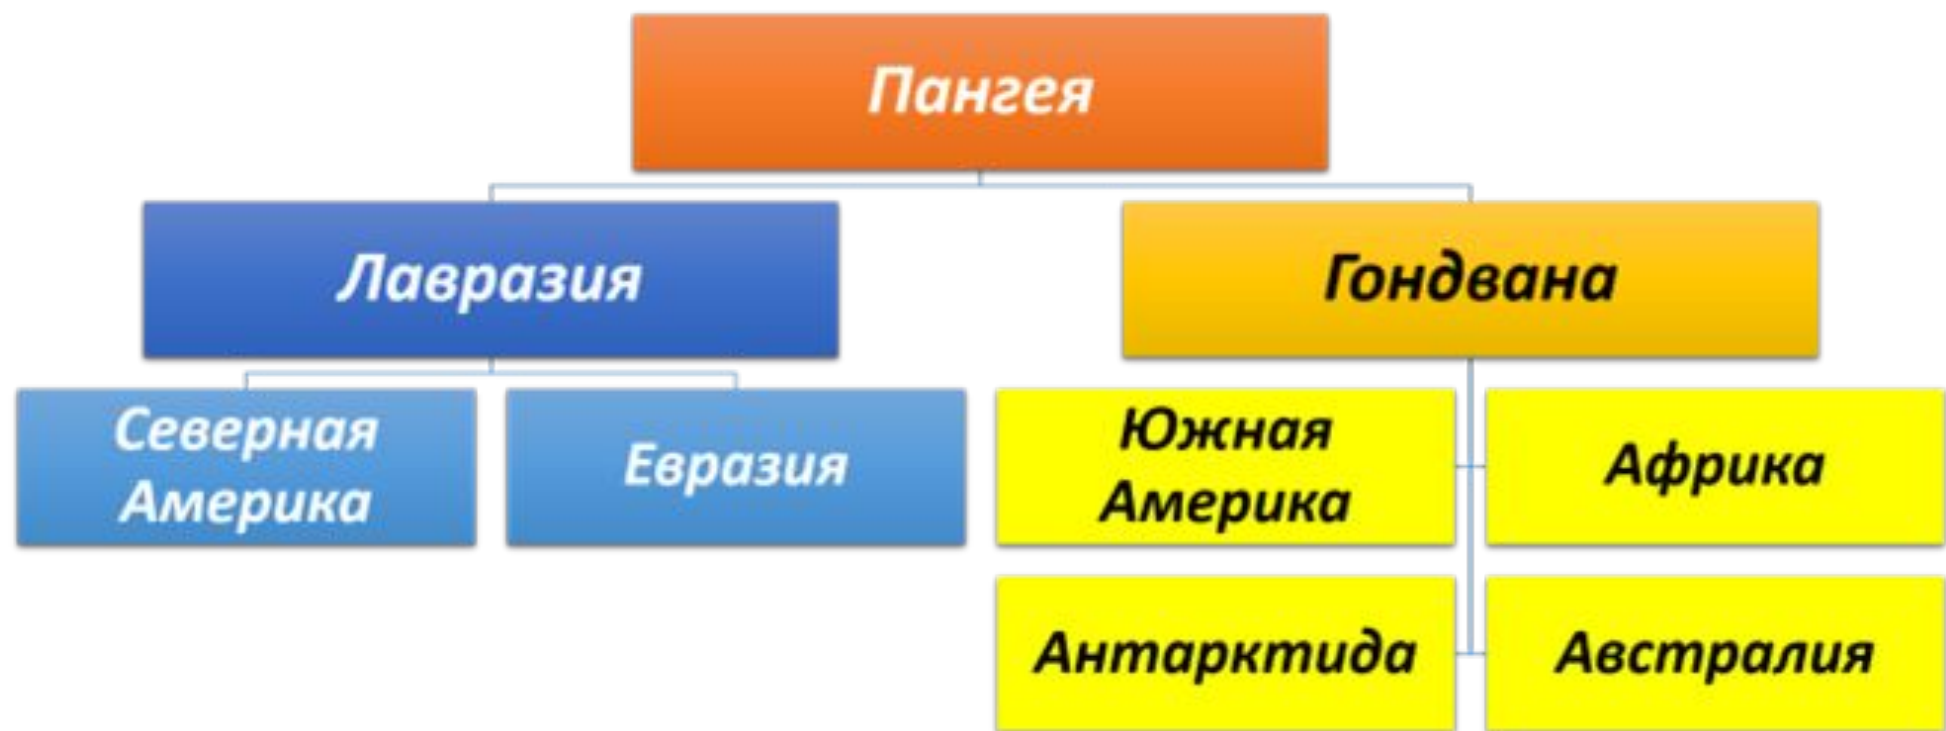 Пангея
Лавразия
Гондвана
Северная
Америка
Евразия
Южная
Америка
Африка
Антарктида
Австралия